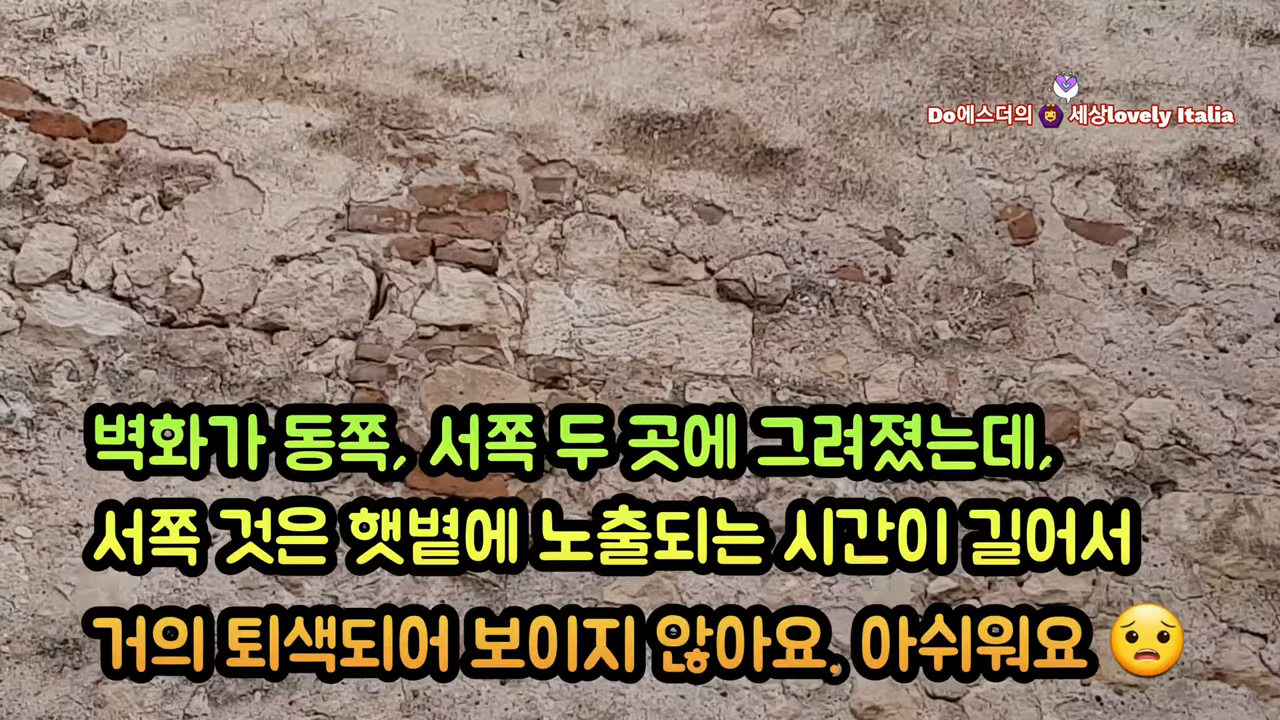 Do에스더의 🙆‍♀️ 세상lovely Italia
벽화가 동쪽, 서쪽 두 곳에 그려졌는데,
서쪽 것은 햇볕에 노출되는 시간이 길어서
거의 퇴색되어 보이지 않아요, 아쉬워요 😟